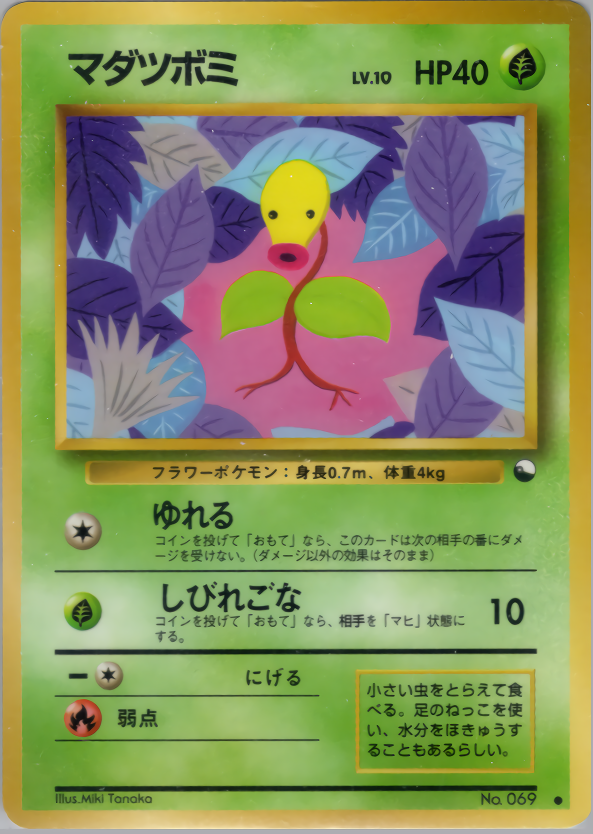 マダツボミ LV.10 HP40
フラワーポケモン：身長0.7m、体重4kg
ゆれる
コインを投げて「おもて」なら、このカードは次の相手の番にダメ
ージを受けない。（ダメージ以外の効果はそのまま）
しびれごな 10
コインを投げて「おもて」なら、相手を「マヒ」状態に
する。
ー にげる
弱点
小さい虫をとらえて食
べる。足のねっこを使
い、水分をほきゅうす
ることもあるらしい。
Illus.Miki Tanaka No. 069